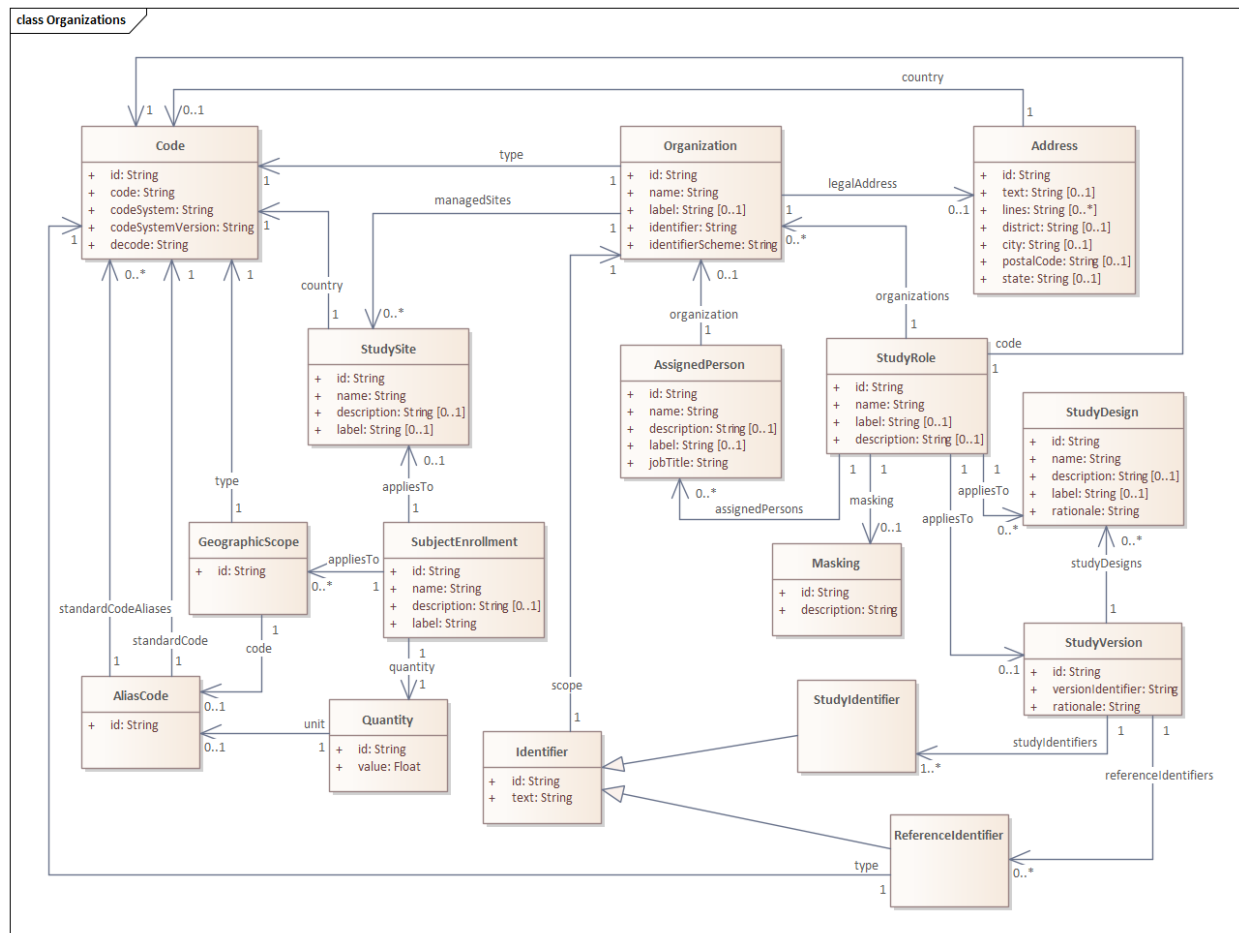 class Organizations
country
1
0..1
1
Code
+ id: String
+ code: String
+ codeSystem: String
+ codeSystemVersion: String
+ decode: String
Organization
+ id: String
+ name: String
+ label: String [0..1]
+ identifier: String
+ identifierScheme: String
Address
+ id: String
+ text: String [0..1]
+ lines: String [0..*]
+ district: String [0..1]
+ city: String [0..1]
+ postalCode: String [0..1]
+ state: String [0..1]
type
1
1
legalAddress
1
0..1
managedSites
1
0..*
1
1
0..*
1
1
country
1
1
0..1
0..*
organization
1
organizations
1
code
1
StudySite
+ id: String
+ name: String
+ description: String [0..1]
+ label: String [0..1]
AssignedPerson
+ id: String
+ name: String
+ description: String [0..1]
+ label: String [0..1]
+ jobTitle: String
StudyRole
+ id: String
+ name: String
+ label: String [0..1]
+ description: String [0..1]
StudyDesign
+ id: String
+ name: String
+ description: String [0..1]
+ label: String [0..1]
+ rationale: String
0..1
appliesTo
1
type
1
0..*
assignedPersons
1
masking
1
0..1
appliesTo
1
0..1
appliesTo
1
0..*
0..*
studyDesigns
1
GeographicScope
+ id: String
appliesTo
0..*
1
SubjectEnrollment
+ id: String
+ name: String
+ description: String [0..1]
+ label: String
Masking
+ id: String
+ description: String
StudyVersion
+ id: String
+ versionIdentifier: String
+ rationale: String
standardCodeAliases
1
standardCode
1
code
1
0..1
quantity
1
1
scope
1
AliasCode
+ id: String
unit
0..1
1
Quantity
+ id: String
+ value: Float
Identifier
+ id: String
+ text: String
StudyIdentifier
studyIdentifiers
1
1..*
referenceIdentifiers
1
0..*
ReferenceIdentifier
type
1